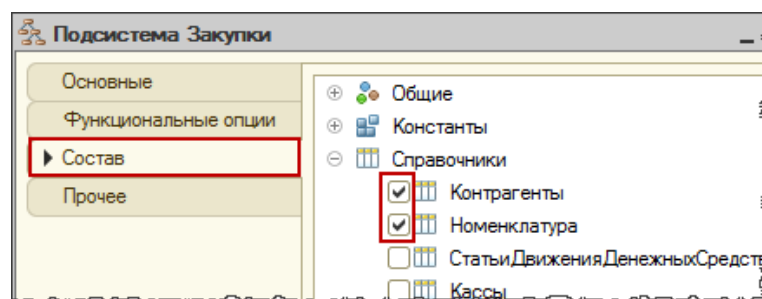 Подсистема Закупки
Основные
Функциональные опции
Состав
Прочее
Общие
Константы
Справочники
Контрагенты
Номенклатура
СтатьиДвиженияДенежныхСредств
Кассы